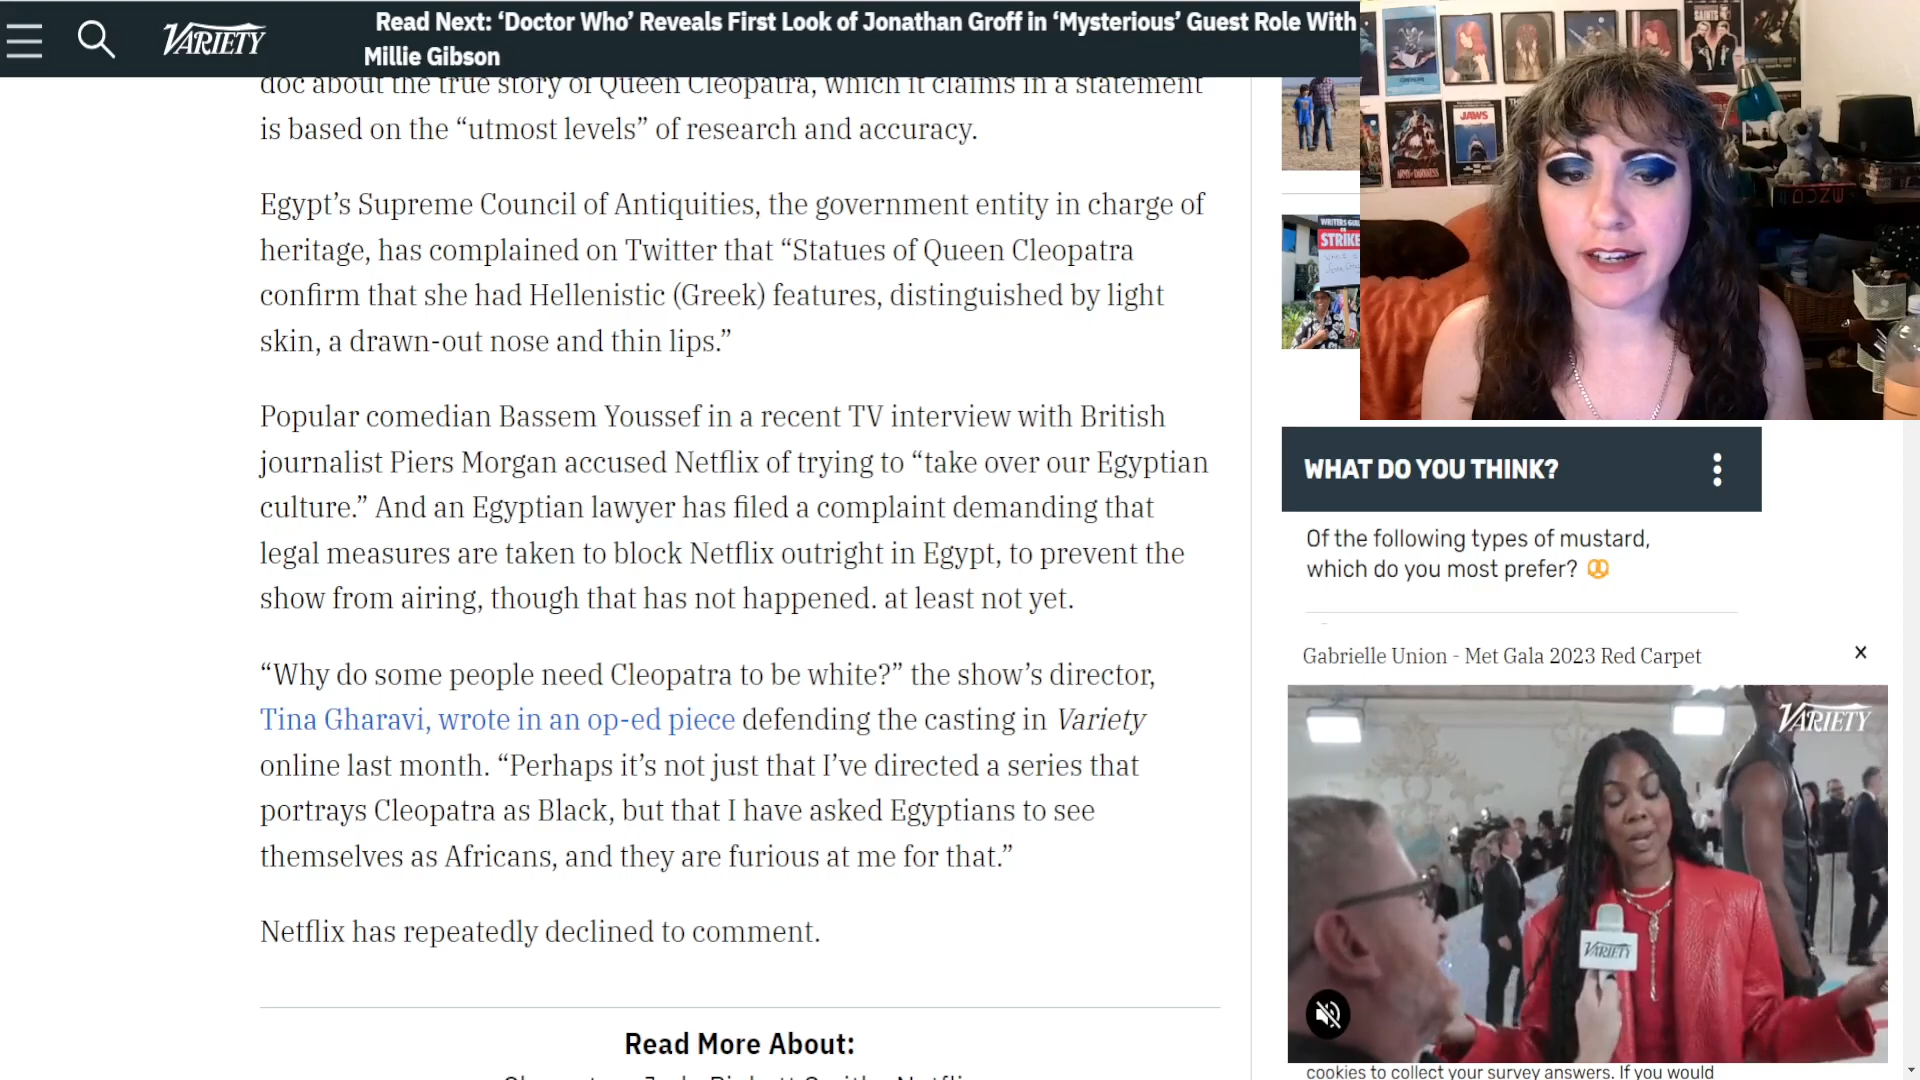 VARIETY
Read Next: ‘Doctor Who’ Reveals First Look of Jonathan Groff in ‘Mysterious’ Guest Role With
Millie Gibson
doc about the true story of Queen Cleopatra, which it claims in a statement
is based on the “utmost levels” of research and accuracy.
Egypt’s Supreme Council of Antiquities, the government entity in charge of
heritage, has complained on Twitter that “Statues of Queen Cleopatra
confirm that she had Hellenistic (Greek) features, distinguished by light
skin, a drawn-out nose and thin lips.”
Popular comedian Bassem Youssef in a recent TV interview with British
journalist Piers Morgan accused Netflix of trying to “take over our Egyptian
culture.” And an Egyptian lawyer has filed a complaint demanding that
legal measures are taken to block Netflix outright in Egypt, to prevent the
show from airing, though that has not happened. at least not yet.
“Why do some people need Cleopatra to be white?” the show’s director,
Tina Gharavi, wrote in an op-ed piece defending the casting in Variety
online last month. “Perhaps it’s not just that I’ve directed a series that
portrays Cleopatra as Black, but that I have asked Egyptians to see
themselves as Africans, and they are furious at me for that.”
Netflix has repeatedly declined to comment.
Read More About:
SAINTS
JAWS
ARMY of DARKNESS
WRITERS GUILD
STRIKE
WHAT DO YOU THINK?
Of the following types of mustard,
which do you most prefer?
Gabrielle Union - Met Gala 2023 Red Carpet
VARIETY
VARIETY
cookies to collect your survey answers. If you would